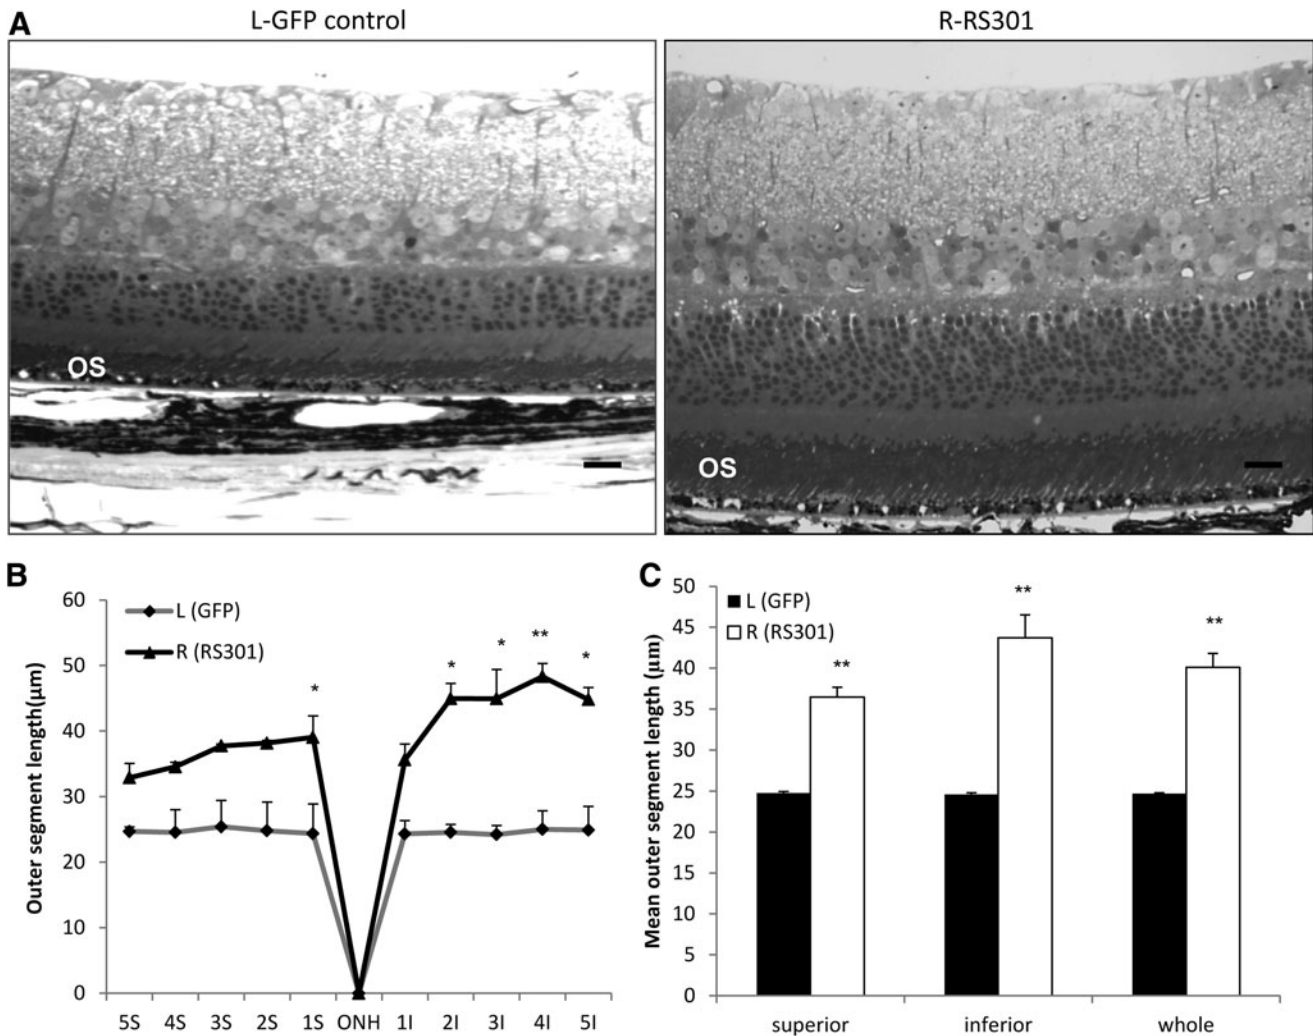 A
L-GFP control
R-RS301
OS
OS
B
Outer segment length(µm)
60
50
40
30
20
10
0
L (GFP)
R (RS301)
*
*
*
**
*
5S 4S 3S 2S 1S ONH 1I 2I 3I 4I 5I
C
Mean outer segment length (µm)
50
45
40
35
30
25
20
15
10
5
0
L (GFP)
R (RS301)
**
**
**
superior inferior whole